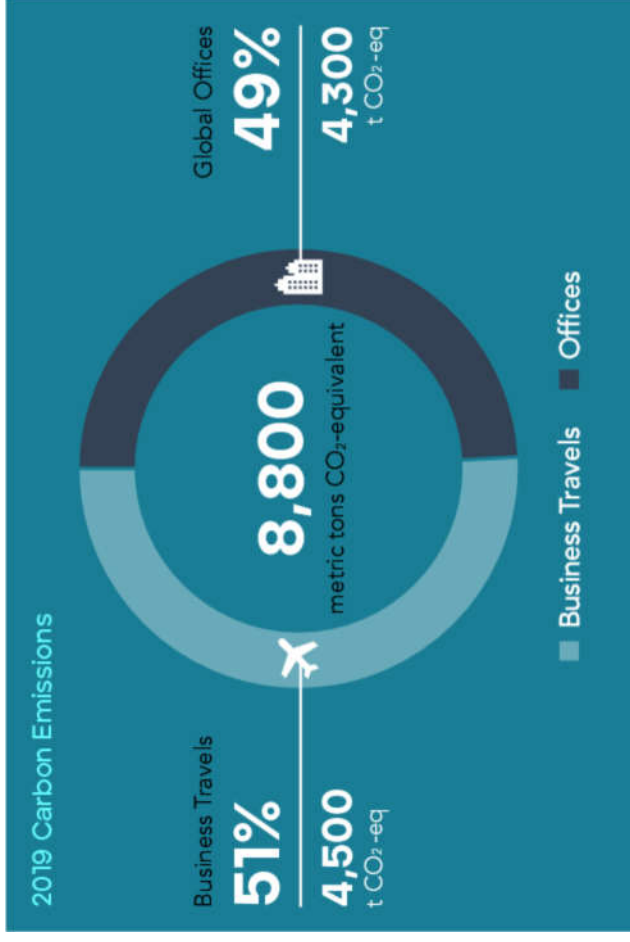 2019 Carbon Emissions
Business Travels
51%
4,500
t CO₂-eq
8,800
metric tons CO₂-equivalent
Global Offices
49%
4,300
t CO₂-eq
Business Travels
Offices